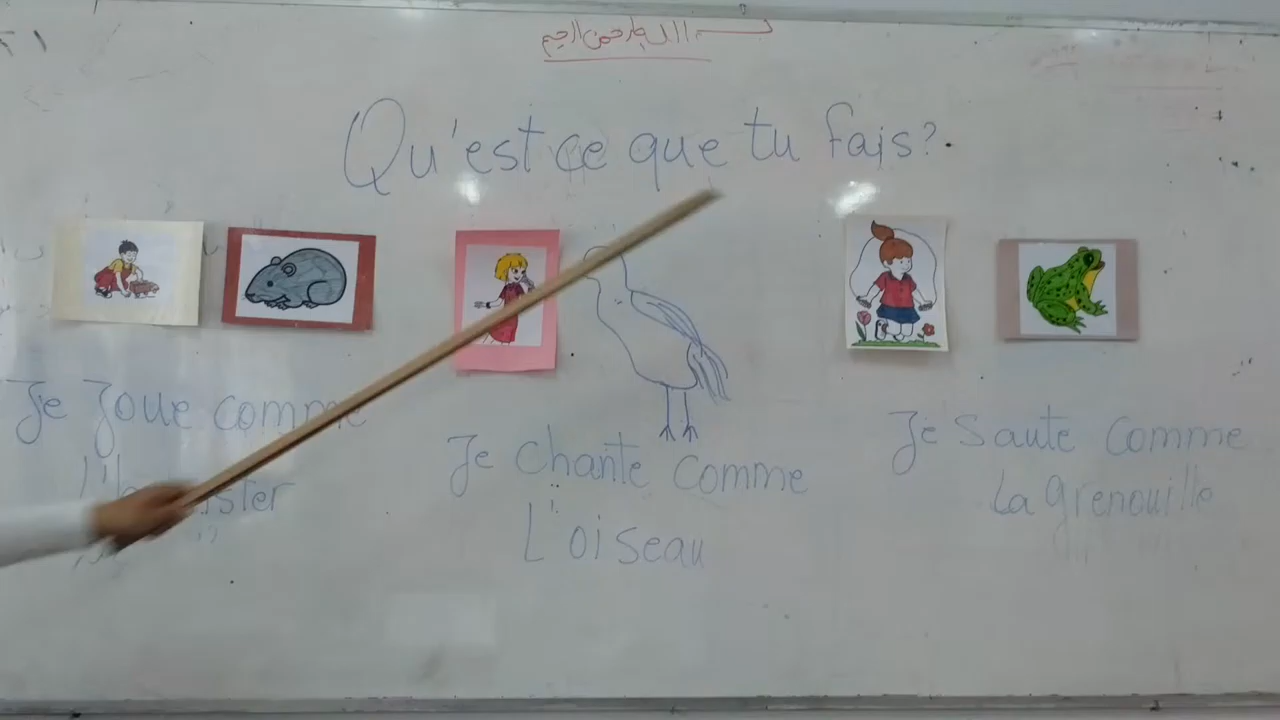 بسم الله الرحمن الرحيم
Qu'est ce que tu fais?
Je Joue comme
Je chante comme
L'oiseau
Je saute comme
La grenouille